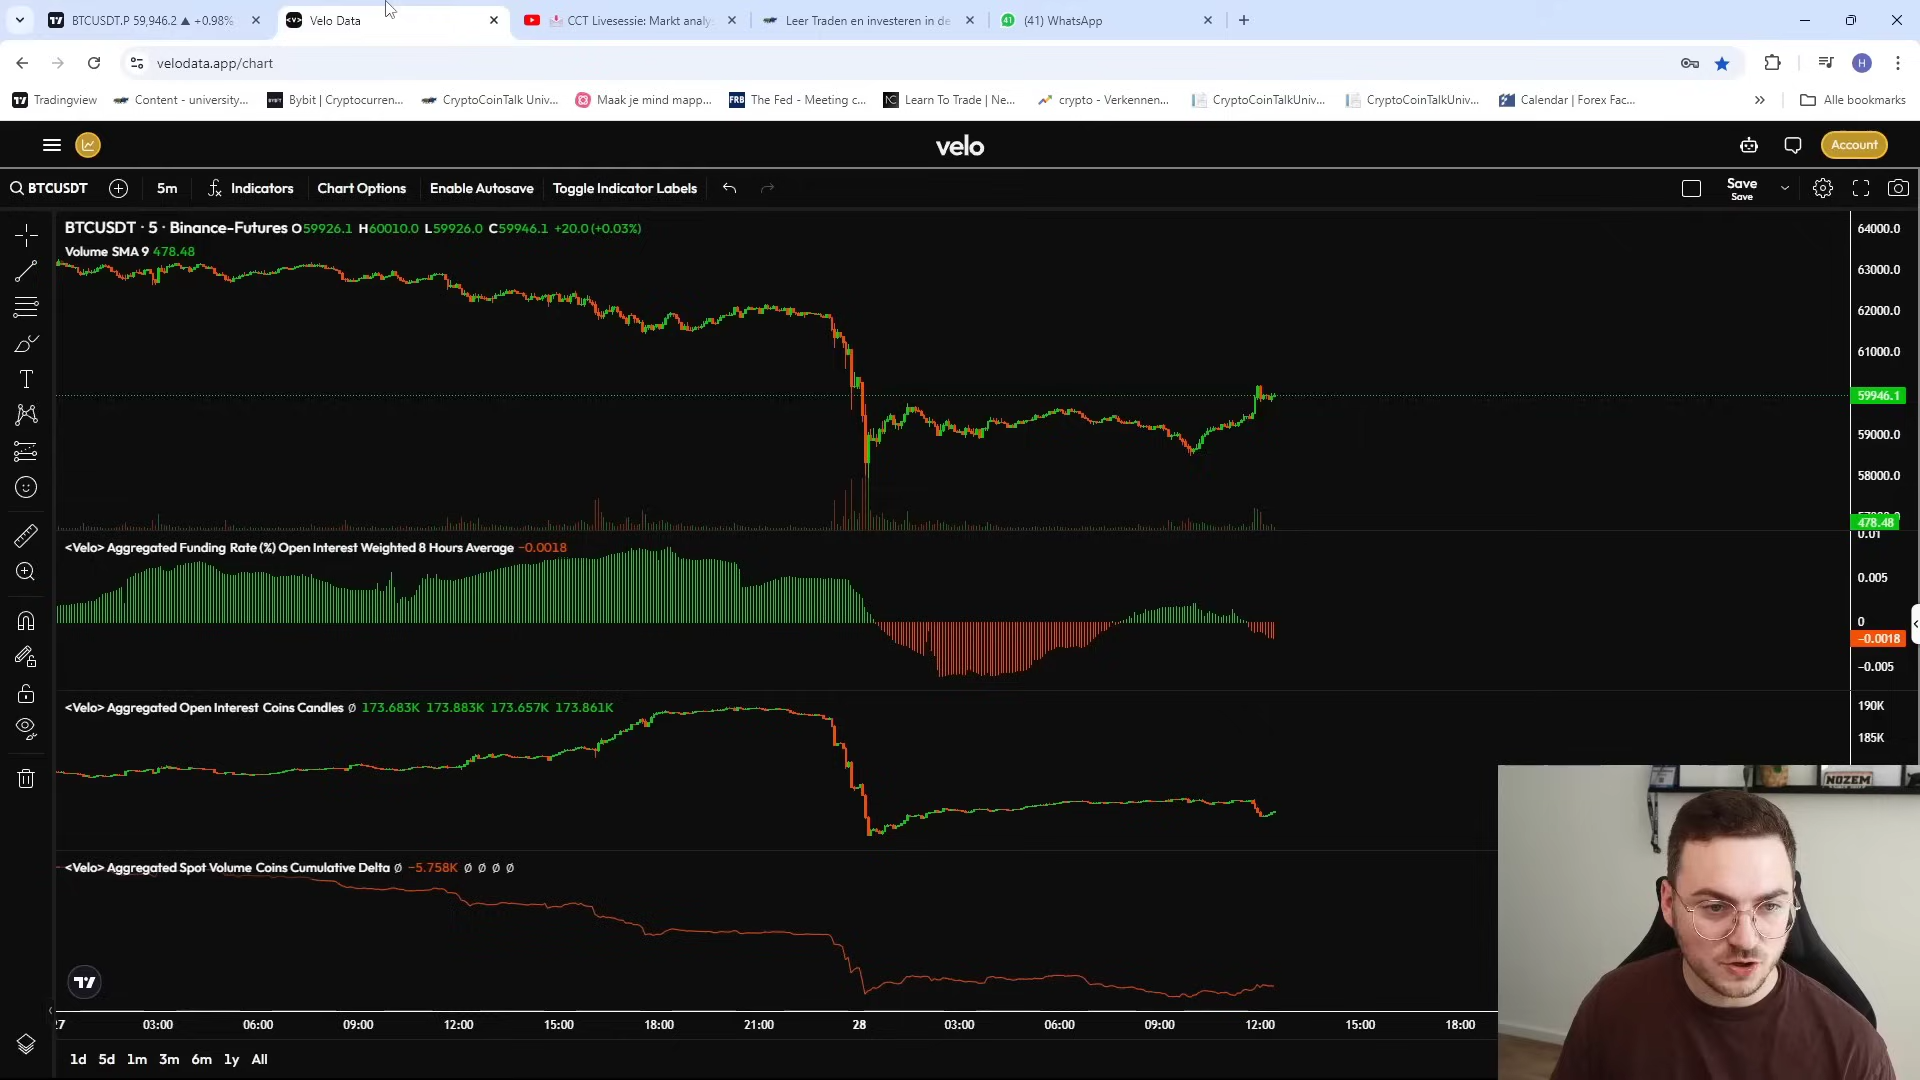 BTCUSDT.P 59,946.2 ▲ +0.98%
Velo Data
CCT Livesessie: Markt analys
Leer Traden en investeren in de
(41) WhatsApp
velodata.app/chart
H
Tradingview
Content - university...
Bybit | Cryptocurren...
CryptoCoinTalk Univ...
Maak je mind mapp...
FRB The Fed - Meeting c...
NC Learn To Trade | Ne...
crypto - Verkennen...
CryptoCoinTalkUniv...
CryptoCoinTalkUniv...
Calendar | Forex Fac...
Alle bookmarks
velo
Account
BTCUSDT
5m
Indicators
Chart Options
Enable Autosave
Toggle Indicator Labels
Save
Save
BTCUSDT · 5 · Binance-Futures O59926.1 H60010.0 L59926.0 C59946.1 +20.0 (+0.03%)
Volume SMA 9 478.48
64000.0
63000.0
62000.0
61000.0
59946.1
59000.0
58000.0
478.48
<Velo> Aggregated Funding Rate (%) Open Interest Weighted 8 Hours Average −0.0018
0.01
0.005
0
−0.0018
−0.005
<Velo> Aggregated Open Interest Coins Candles ∅ 173.683K 173.883K 173.657K 173.861K
190K
185K
<Velo> Aggregated Spot Volume Coins Cumulative Delta ∅ −5.758K ∅ ∅ ∅ ∅
27 03:00 06:00 09:00 12:00 15:00 18:00 21:00 28 03:00 06:00 09:00 12:00 15:00 18:00
1d 5d 1m 3m 6m 1y All
NOZEM